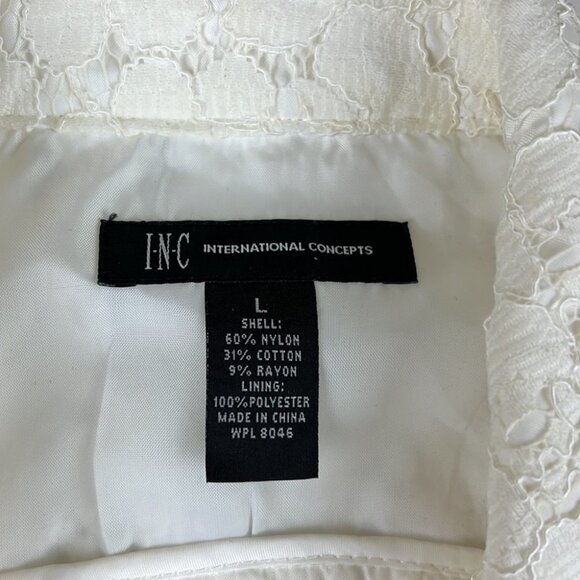 I·N·C INTERNATIONAL CONCEPTS
L
SHELL:
60% NYLON
31% COTTON
9% RAYON
LINING:
100%POLYESTER
MADE IN CHINA
WPL 8046